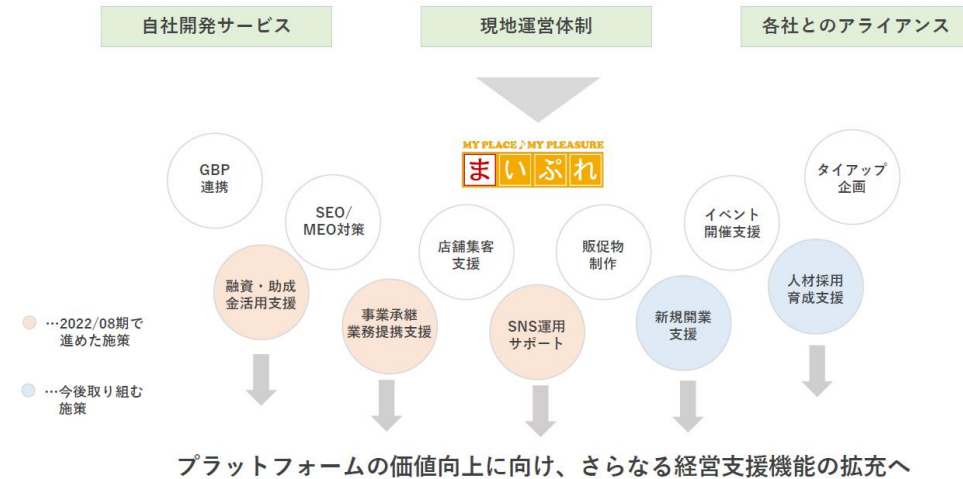 自社開発サービス
現地運営体制
各社とのアライアンス
MY PLACE♪MY PLEASURE
まいぷれ
GBP
連携
SEO/
MEO対策
店舗集客
支援
販促物
制作
イベント
開催支援
タイアップ
企画
融資・助成
金活用支援
事業承継
業務提携支援
SNS運用
サポート
新規開業
支援
人材採用
育成支援
…2022/08期で
進めた施策
…今後取り組む
施策
プラットフォームの価値向上に向け、さらなる経営支援機能の拡充へ